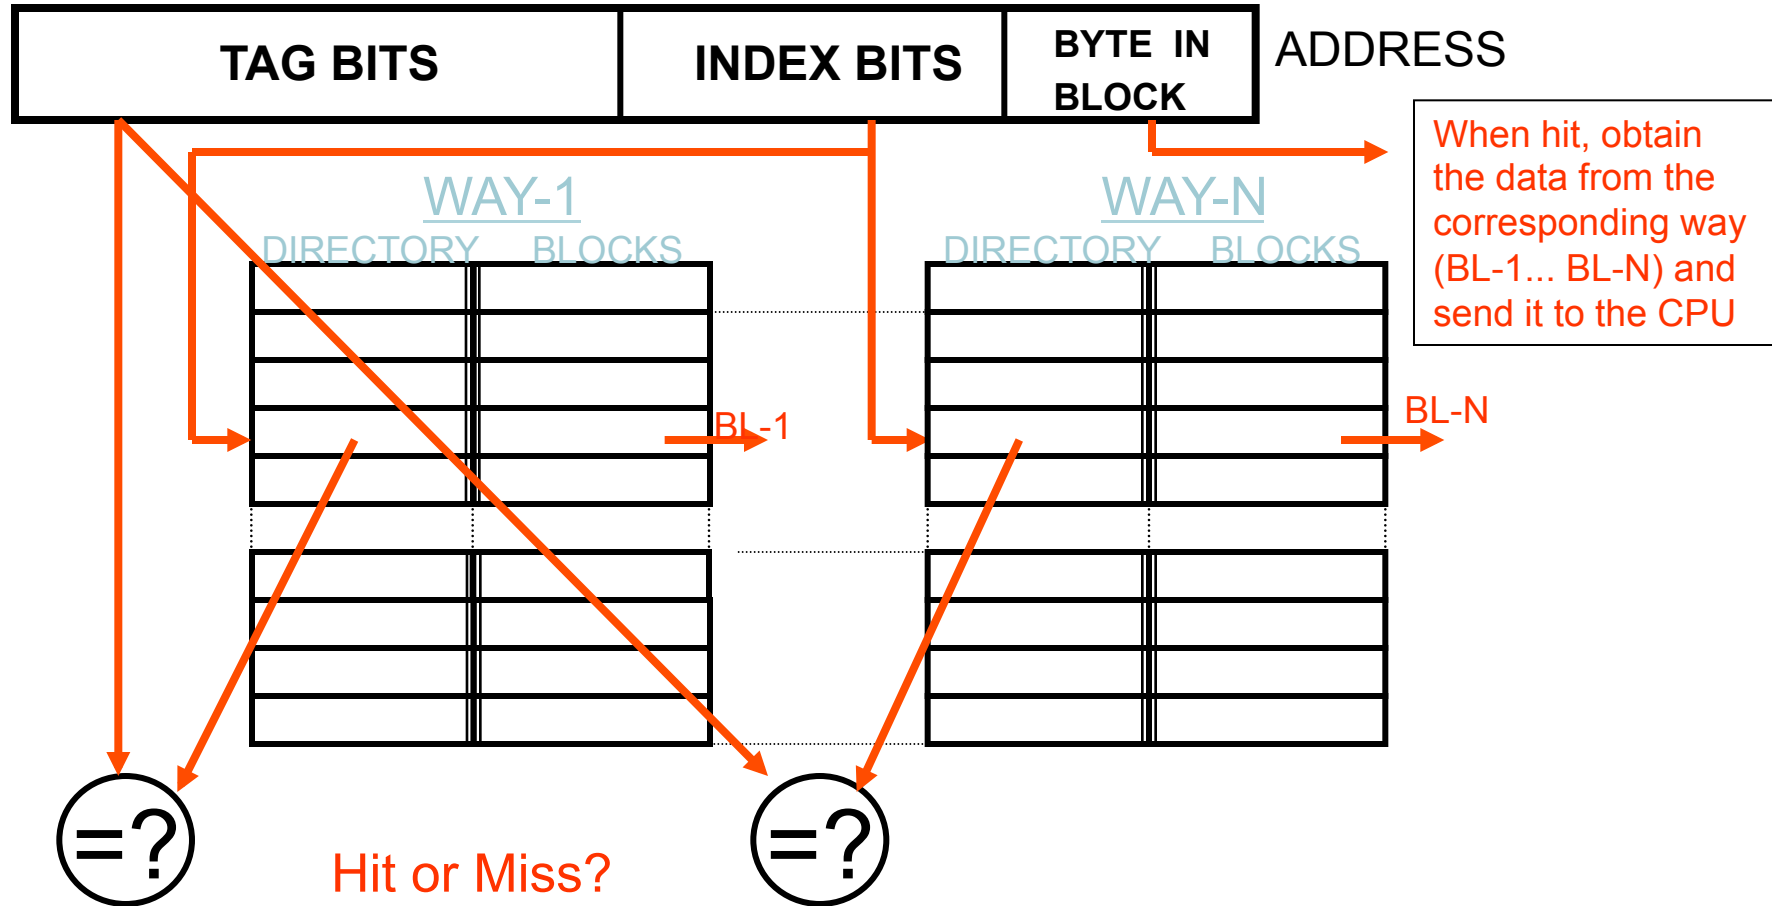 TAG BITS
INDEX BITS
BYTE IN
BLOCK
ADDRESS
When hit, obtain
the data from the
corresponding way
(BL-1... BL-N) and
send it to the CPU
WAY-1
WAY-N
DIRECTORY BLOCKS
DIRECTORY BLOCKS
BL-1
BL-N
=?
=?
Hit or Miss?